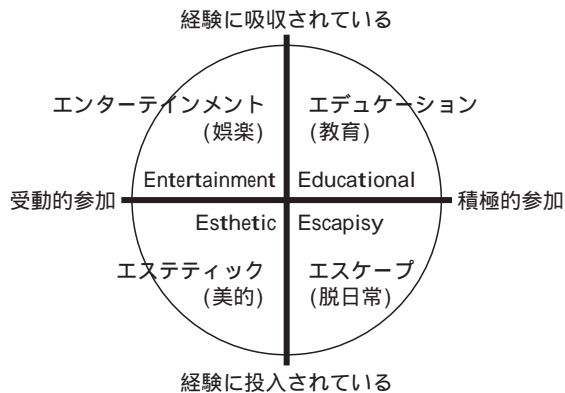 経験に吸収されている
エンターテインメント
(娯楽)
エデュケーション
(教育)
Entertainment
Educational
受動的参加
積極的参加
Esthetic
Escapisy
エステティック
(美的)
エスケープ
(脱日常)
経験に投入されている